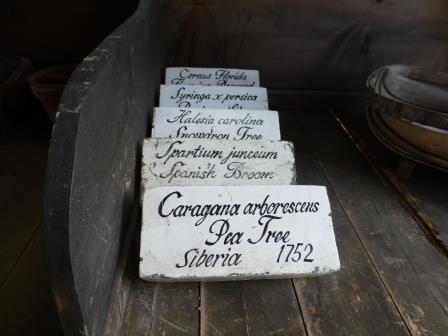 Cornus Florida
Syringa x persica
Halesia carolina
Snowdrop Tree
Spartium junceum
Spanish Broom
Caragana arborescens
Pea Tree
Siberia 1752